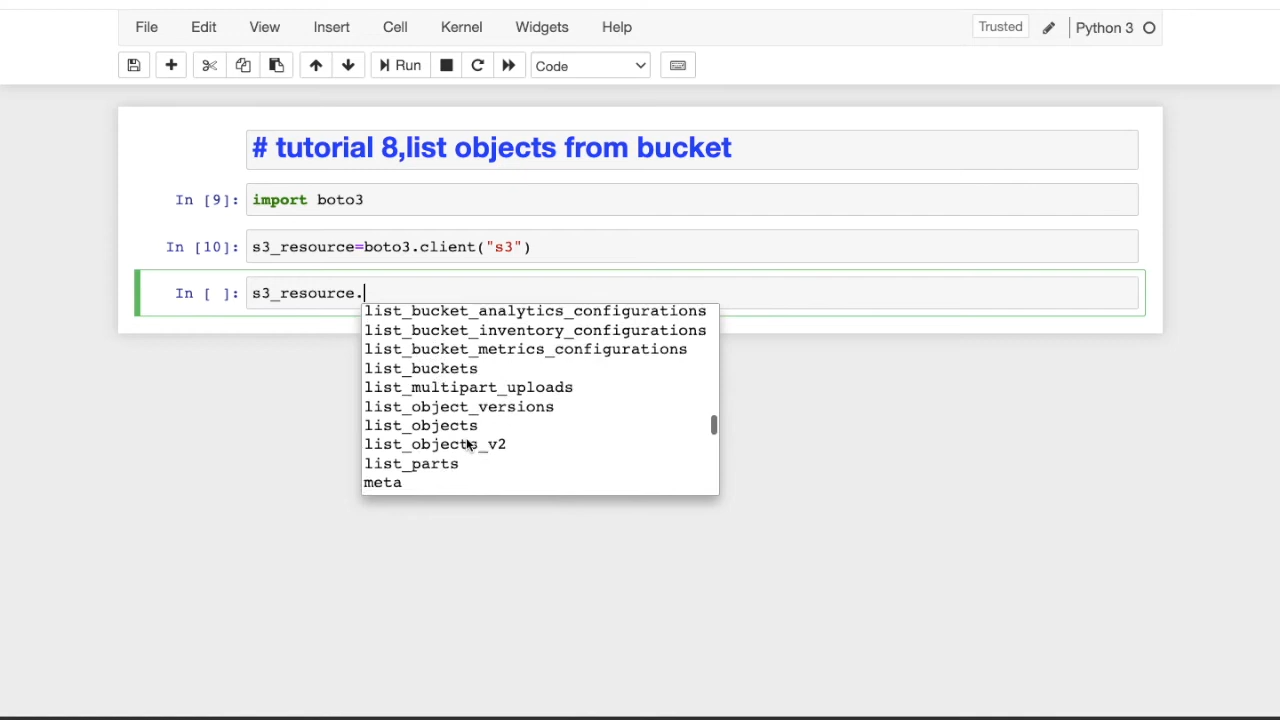 File Edit View Insert Cell Kernel Widgets Help Trusted Python 3
Run Code
# tutorial 8,list objects from bucket
In [9]: import boto3
In [10]: s3_resource=boto3.client("s3")
In [ ]: s3_resource.
list_bucket_analytics_configurations
list_bucket_inventory_configurations
list_bucket_metrics_configurations
list_buckets
list_multipart_uploads
list_object_versions
list_objects
list_objects_v2
list_parts
meta